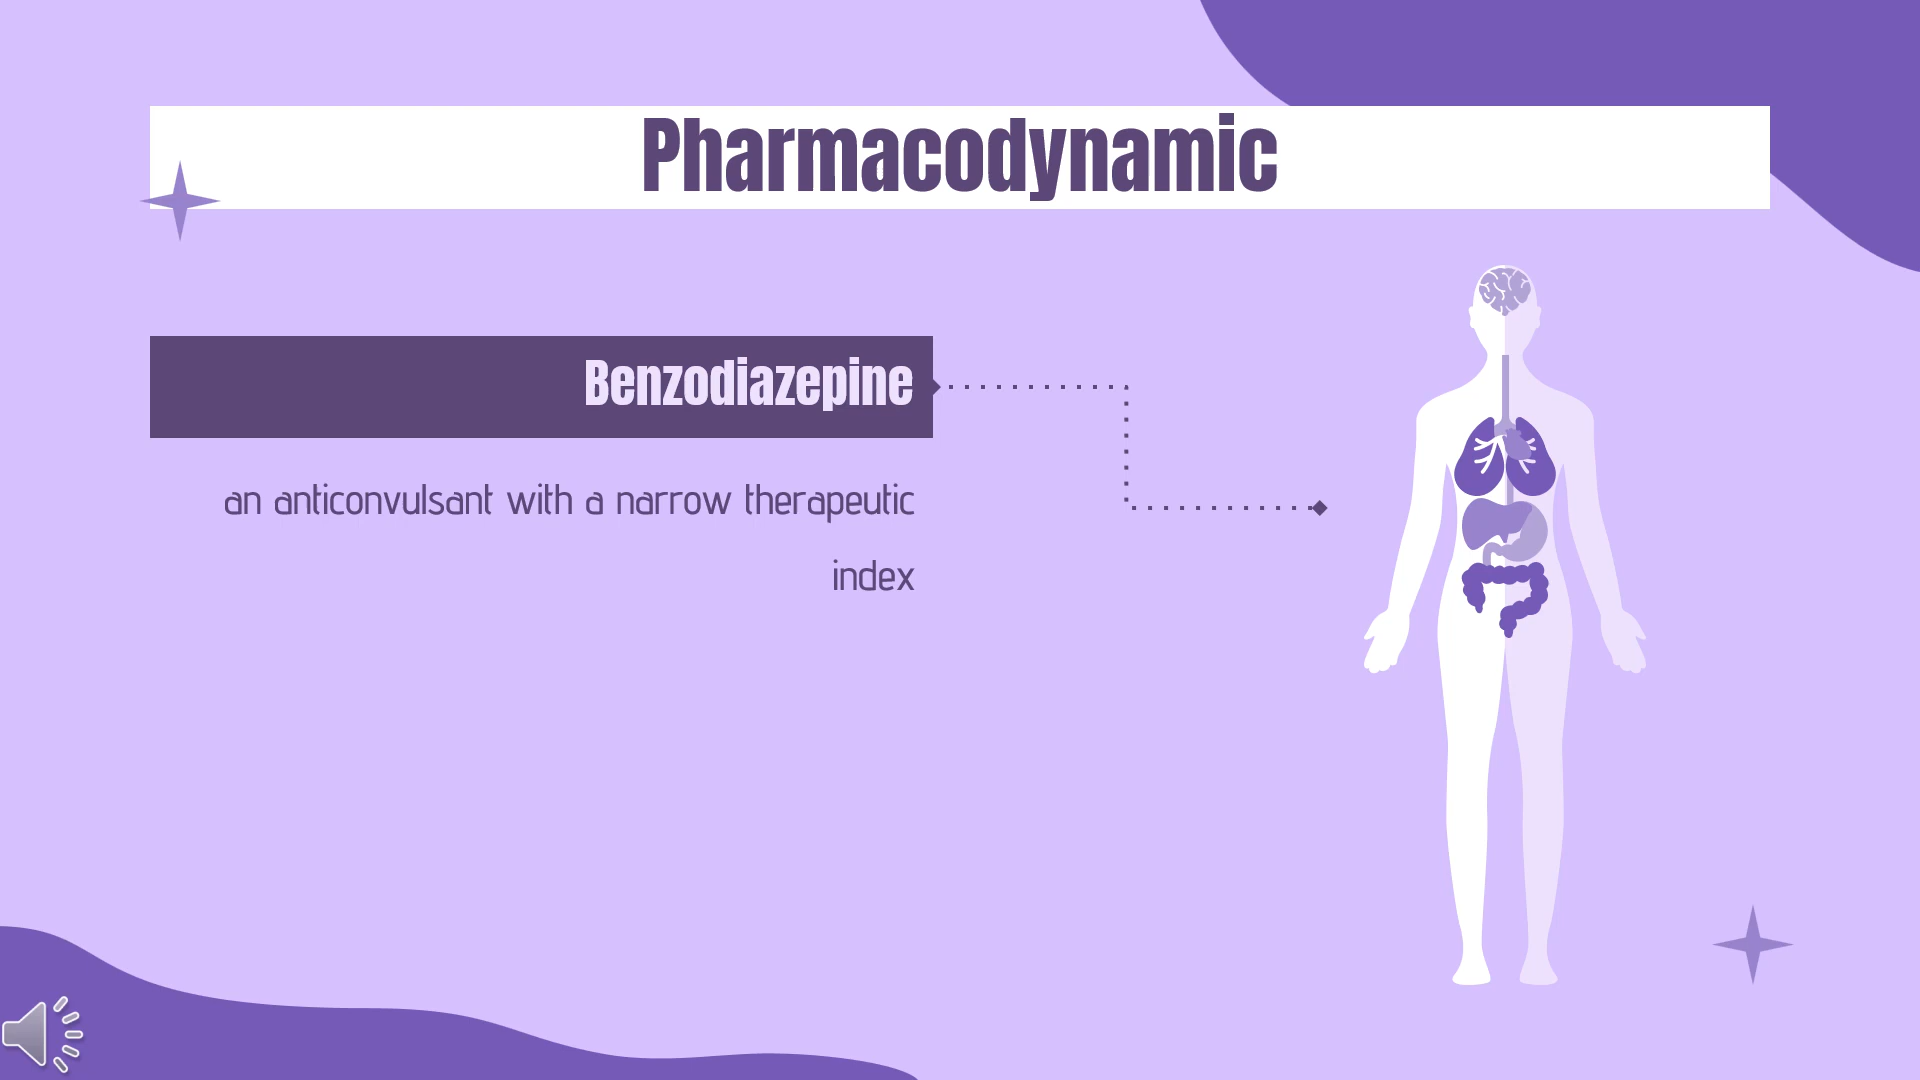 Pharmacodynamic
Benzodiazepine
an anticonvulsant with a narrow therapeutic
index